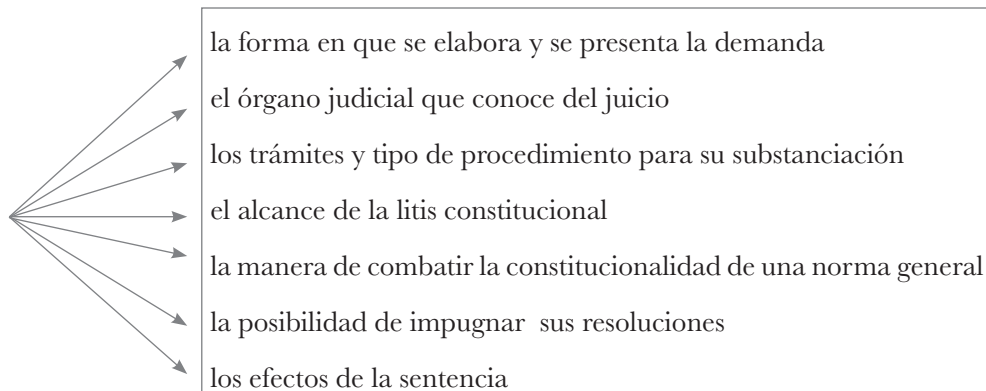 la forma en que se elabora y se presenta la demanda
el órgano judicial que conoce del juicio
los trámites y tipo de procedimiento para su substanciación
el alcance de la litis constitucional
la manera de combatir la constitucionalidad de una norma general
la posibilidad de impugnar sus resoluciones
los efectos de la sentencia